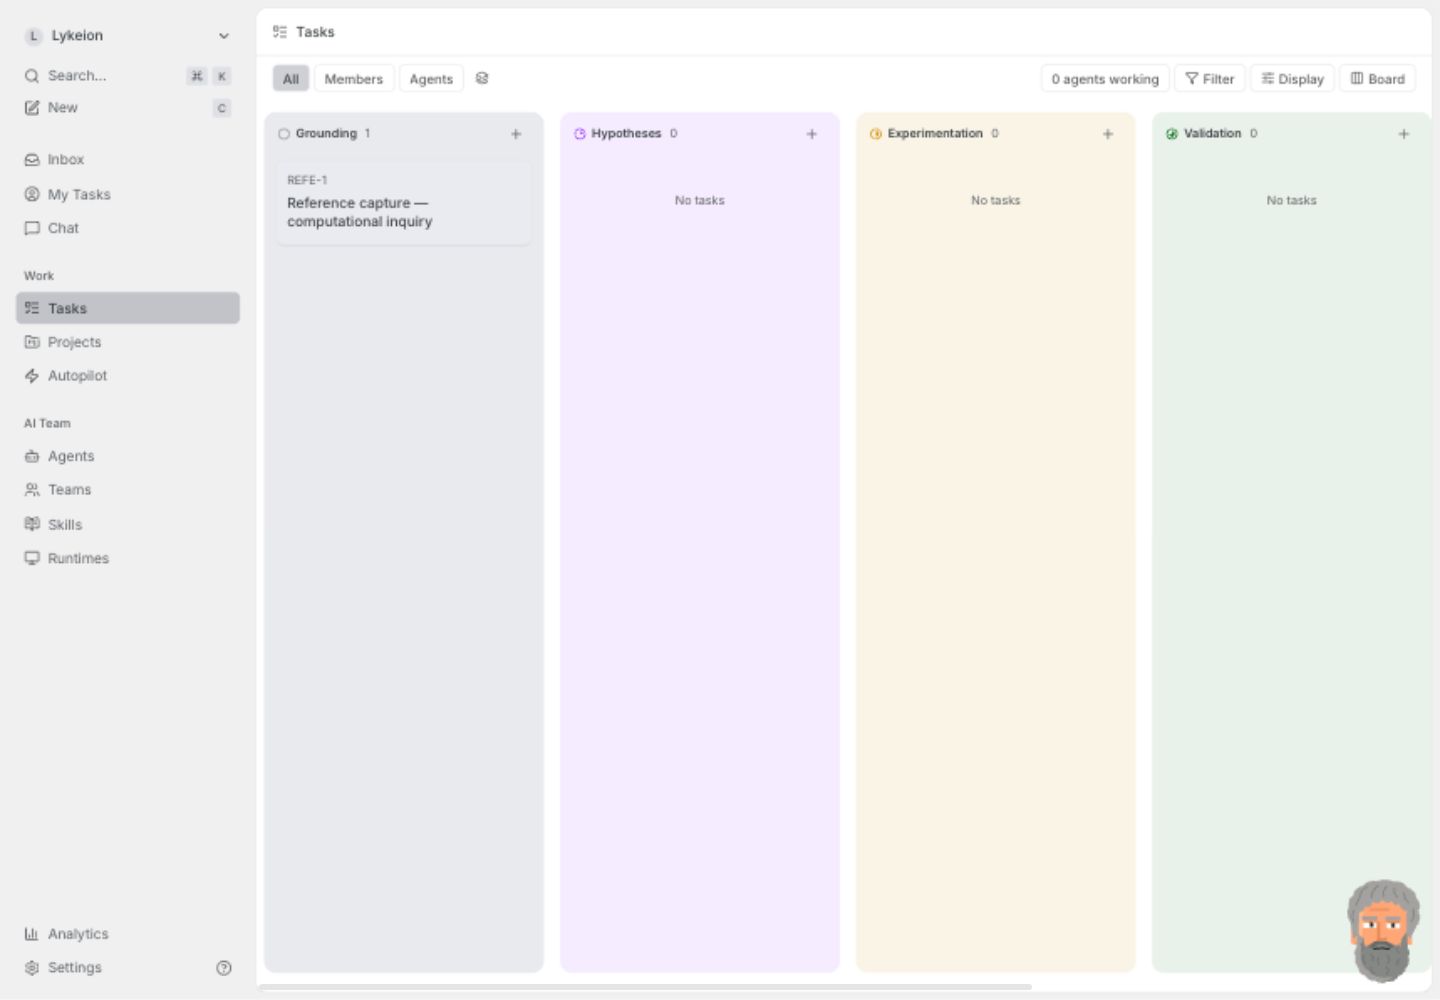 L Lykeion
Search... ⌘ K
New C
Inbox
My Tasks
Chat
Work
Tasks
Projects
Autopilot
AI Team
Agents
Teams
Skills
Runtimes
Analytics
Settings
Tasks
All Members Agents
0 agents working Filter Display Board
Grounding 1
REFE-1
Reference capture —
computational inquiry
Hypotheses 0
No tasks
Experimentation 0
No tasks
Validation 0
No tasks